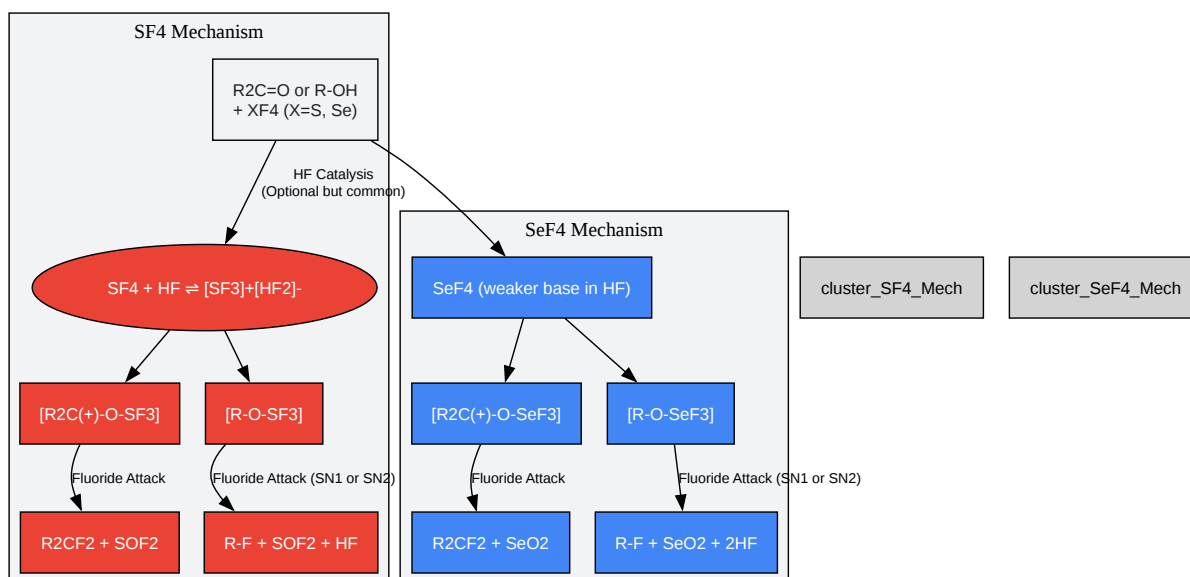 SF4 Mechanism
R2C=O or R-OH
+ XF4 (X=S, Se)
HF Catalysis
(Optional but common)
SeF4 Mechanism
SF4 + HF ⇌ [SF3]+[HF2]-
SeF4 (weaker base in HF)
cluster_SF4_Mech
cluster_SeF4_Mech
[R2C(+)-O-SF3]
[R-O-SF3]
[R2C(+)-O-SeF3]
[R-O-SeF3]
Fluoride Attack
Fluoride Attack (SN1 or SN2)
Fluoride Attack
Fluoride Attack (SN1 or SN2)
R2CF2 + SOF2
R-F + SOF2 + HF
R2CF2 + SeO2
R-F + SeO2 + 2HF